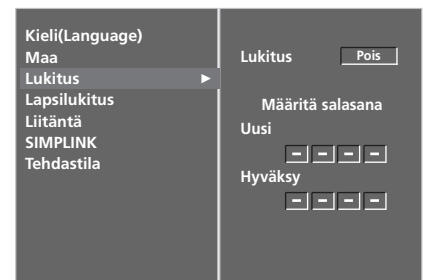 Kieli(Language)
Maa
Lukitus ►
Lapsilukitus
Liitäntä
SIMPLINK
Tehdastila
Lukitus Pois
Määritä salasana
Uusi
– – – –
Hyväksy
– – – –